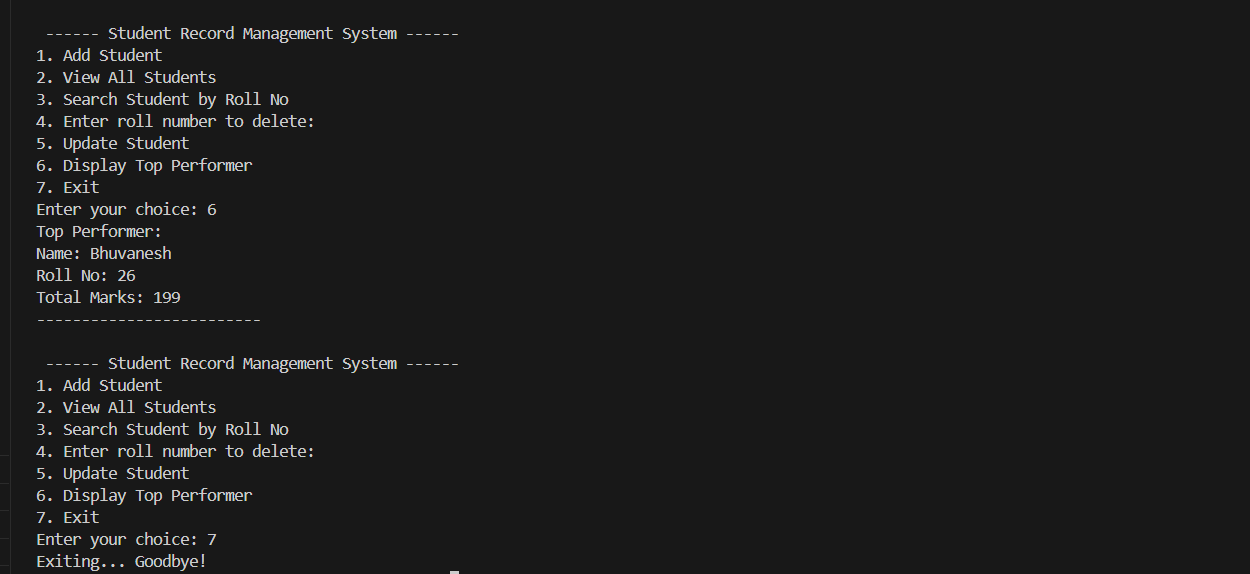 ------ Student Record Management System ------
1. Add Student
2. View All Students
3. Search Student by Roll No
4. Enter roll number to delete:
5. Update Student
6. Display Top Performer
7. Exit
Enter your choice: 6
Top Performer:
Name: Bhuvanesh
Roll No: 26
Total Marks: 199
-------------------------
------ Student Record Management System ------
1. Add Student
2. View All Students
3. Search Student by Roll No
4. Enter roll number to delete:
5. Update Student
6. Display Top Performer
7. Exit
Enter your choice: 7
Exiting... Goodbye!